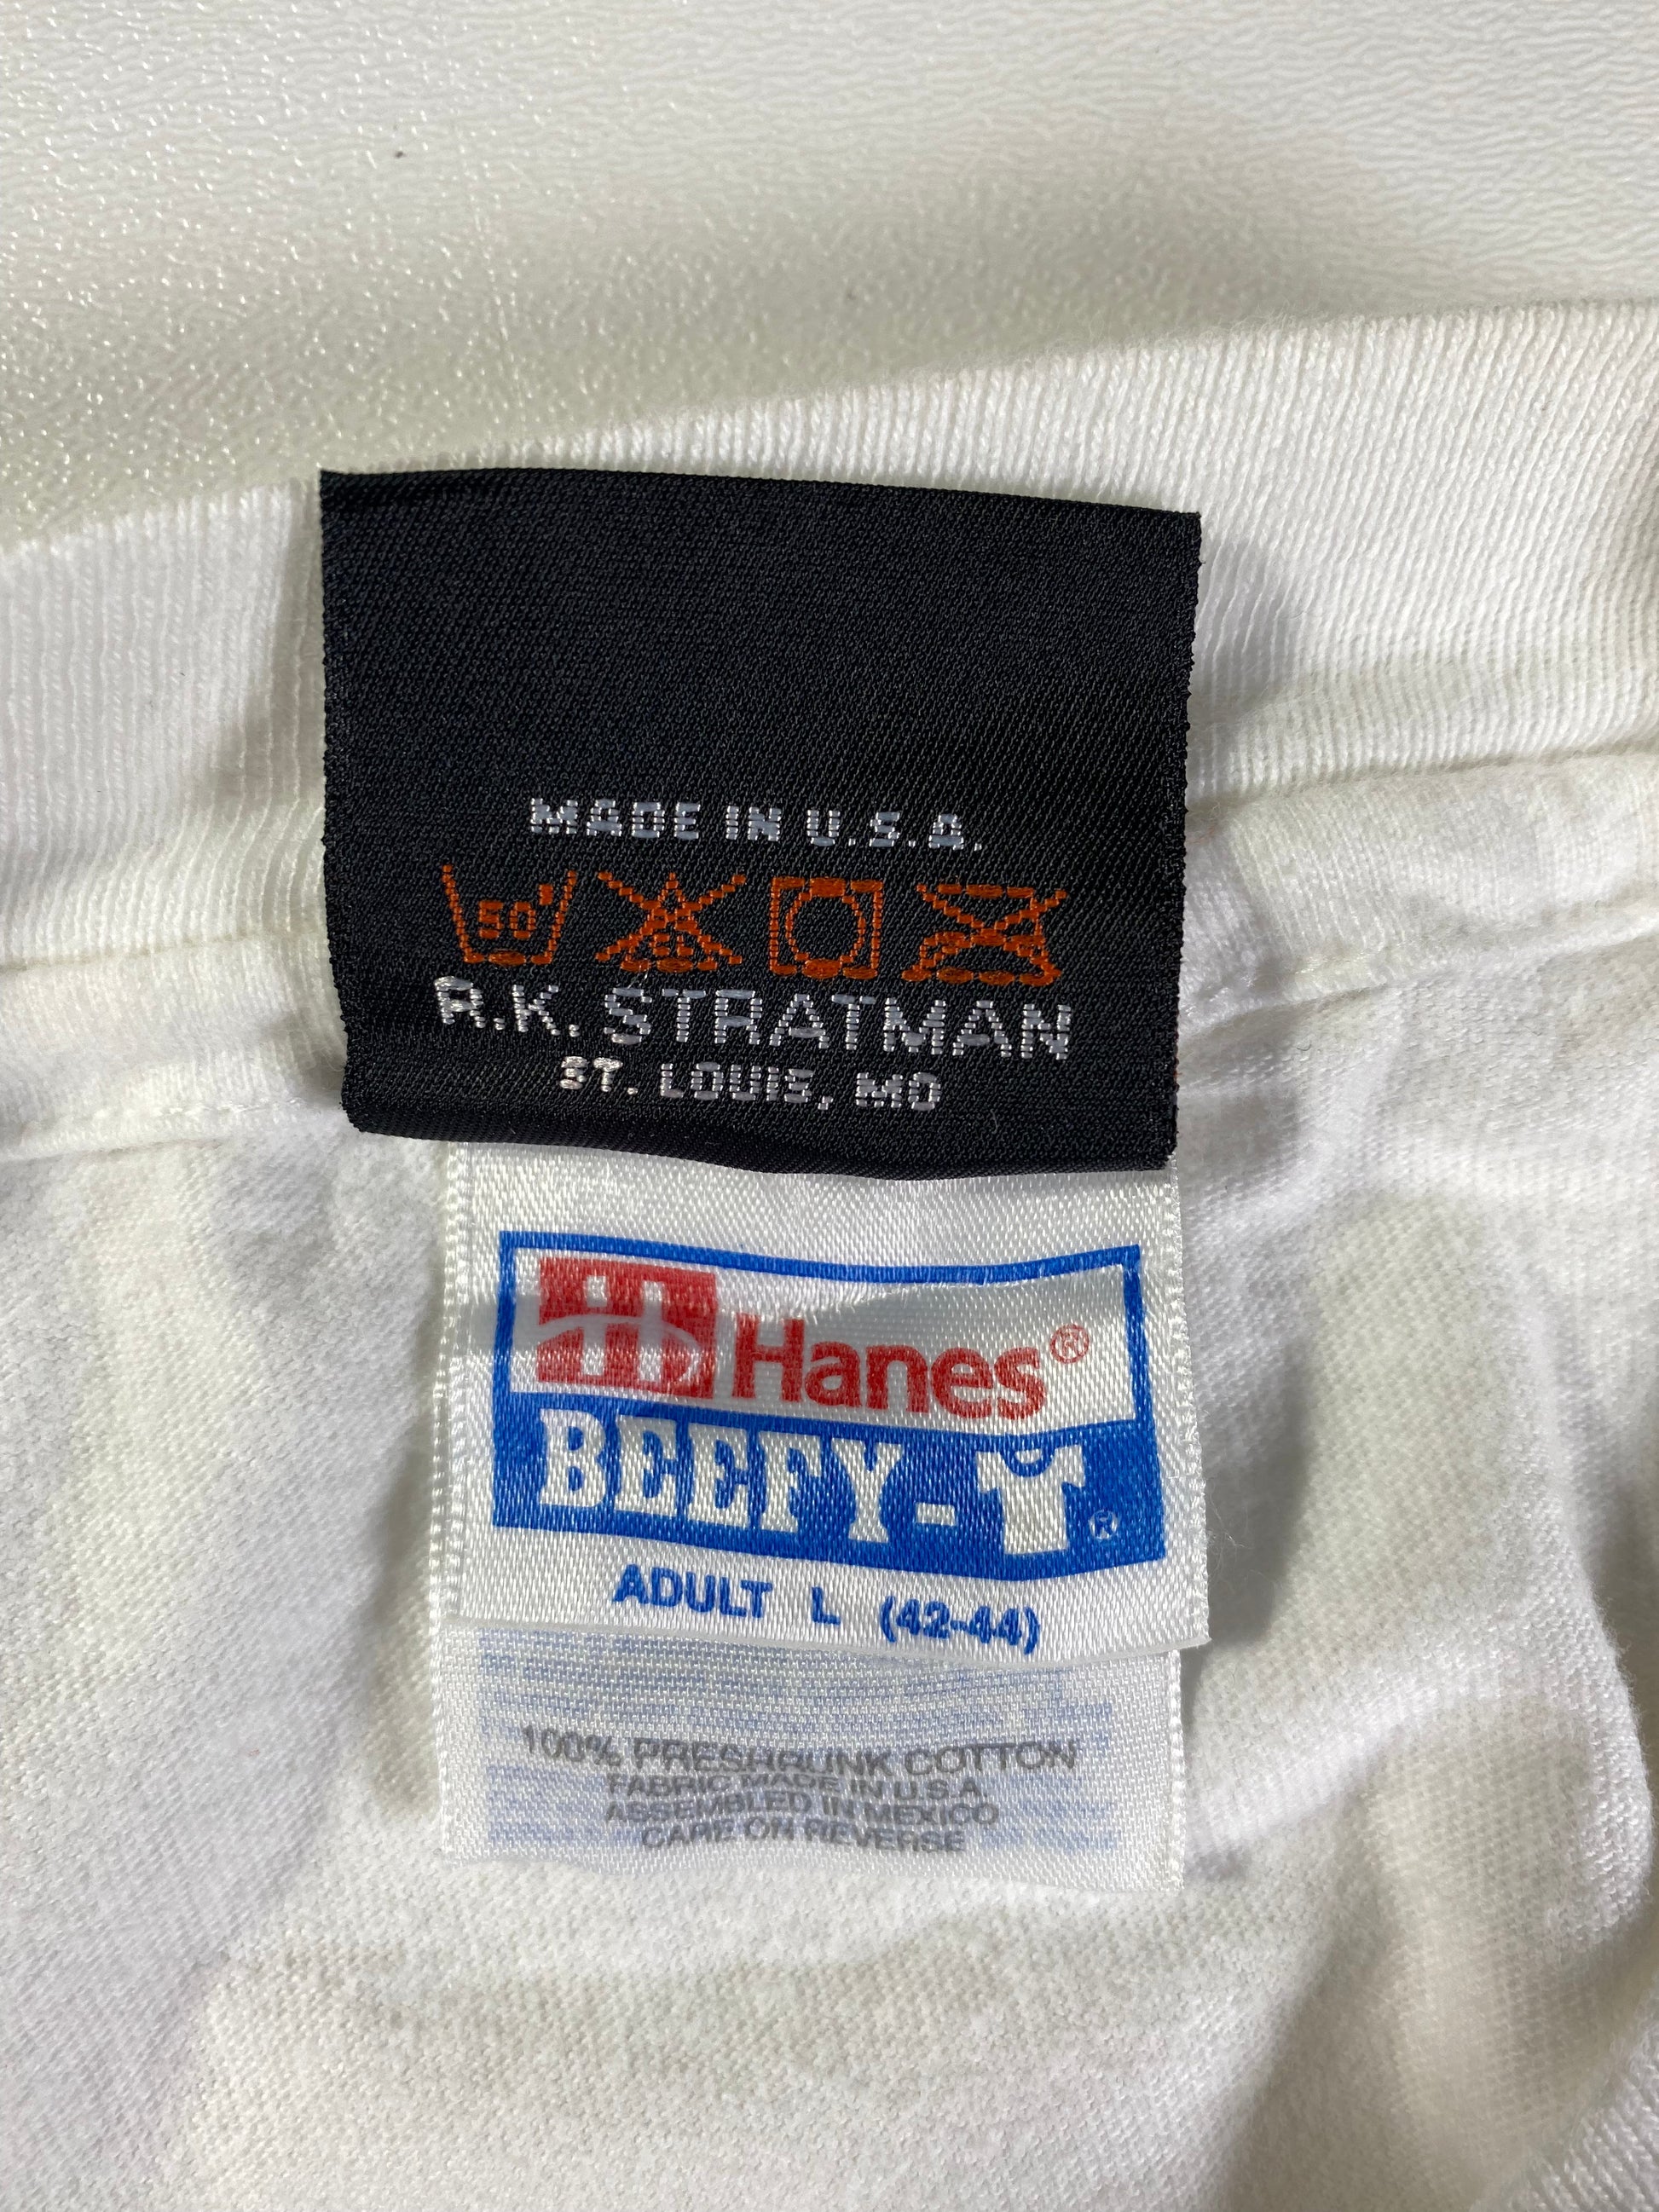 MADE IN U.S.A.
50° CL
R.K. STRATMAN
ST. LOUIS, MO
Hanes®
BEEFY-T®
ADULT L (42-44)
100% PRESHRUNK COTTON
FABRIC MADE IN U.S.A.
ASSEMBLED IN MEXICO
CARE ON REVERSE